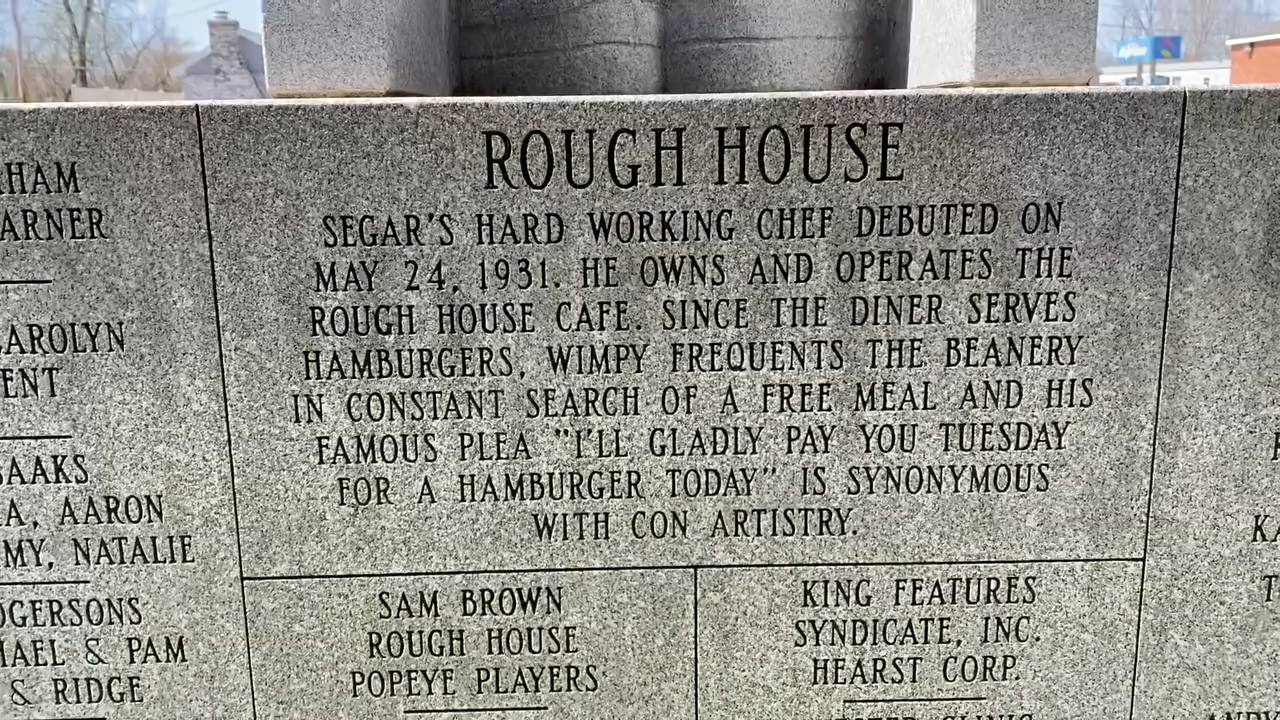 ROUGH HOUSE
SEGAR'S HARD WORKING CHEF DEBUTED ON
MAY 24, 1931. HE OWNS AND OPERATES THE
ROUGH HOUSE CAFE. SINCE THE DINER SERVES
HAMBURGERS, WIMPY FREQUENTS THE BEANERY
IN CONSTANT SEARCH OF A FREE MEAL AND HIS
FAMOUS PLEA "I'LL GLADLY PAY YOU TUESDAY
FOR A HAMBURGER TODAY" IS SYNONYMOUS
WITH CON ARTISTRY.
SAM BROWN
ROUGH HOUSE
POPEYE PLAYERS
KING FEATURES
SYNDICATE, INC.
HEARST CORP.
HAM
ARNER
AROLYN
ENT
SAAKS
A, AARON
MY, NATALIE
OGERSONS
HAEL & PAM
& RIDGE